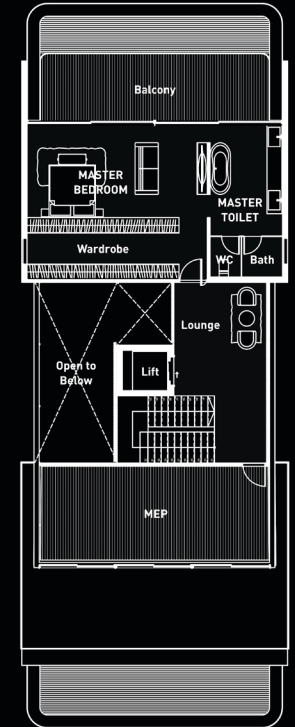 Balcony
MASTER
BEDROOM
MASTER
TOILET
Wardrobe
WC
Bath
Lounge
Open to
Below
Lift
MEP